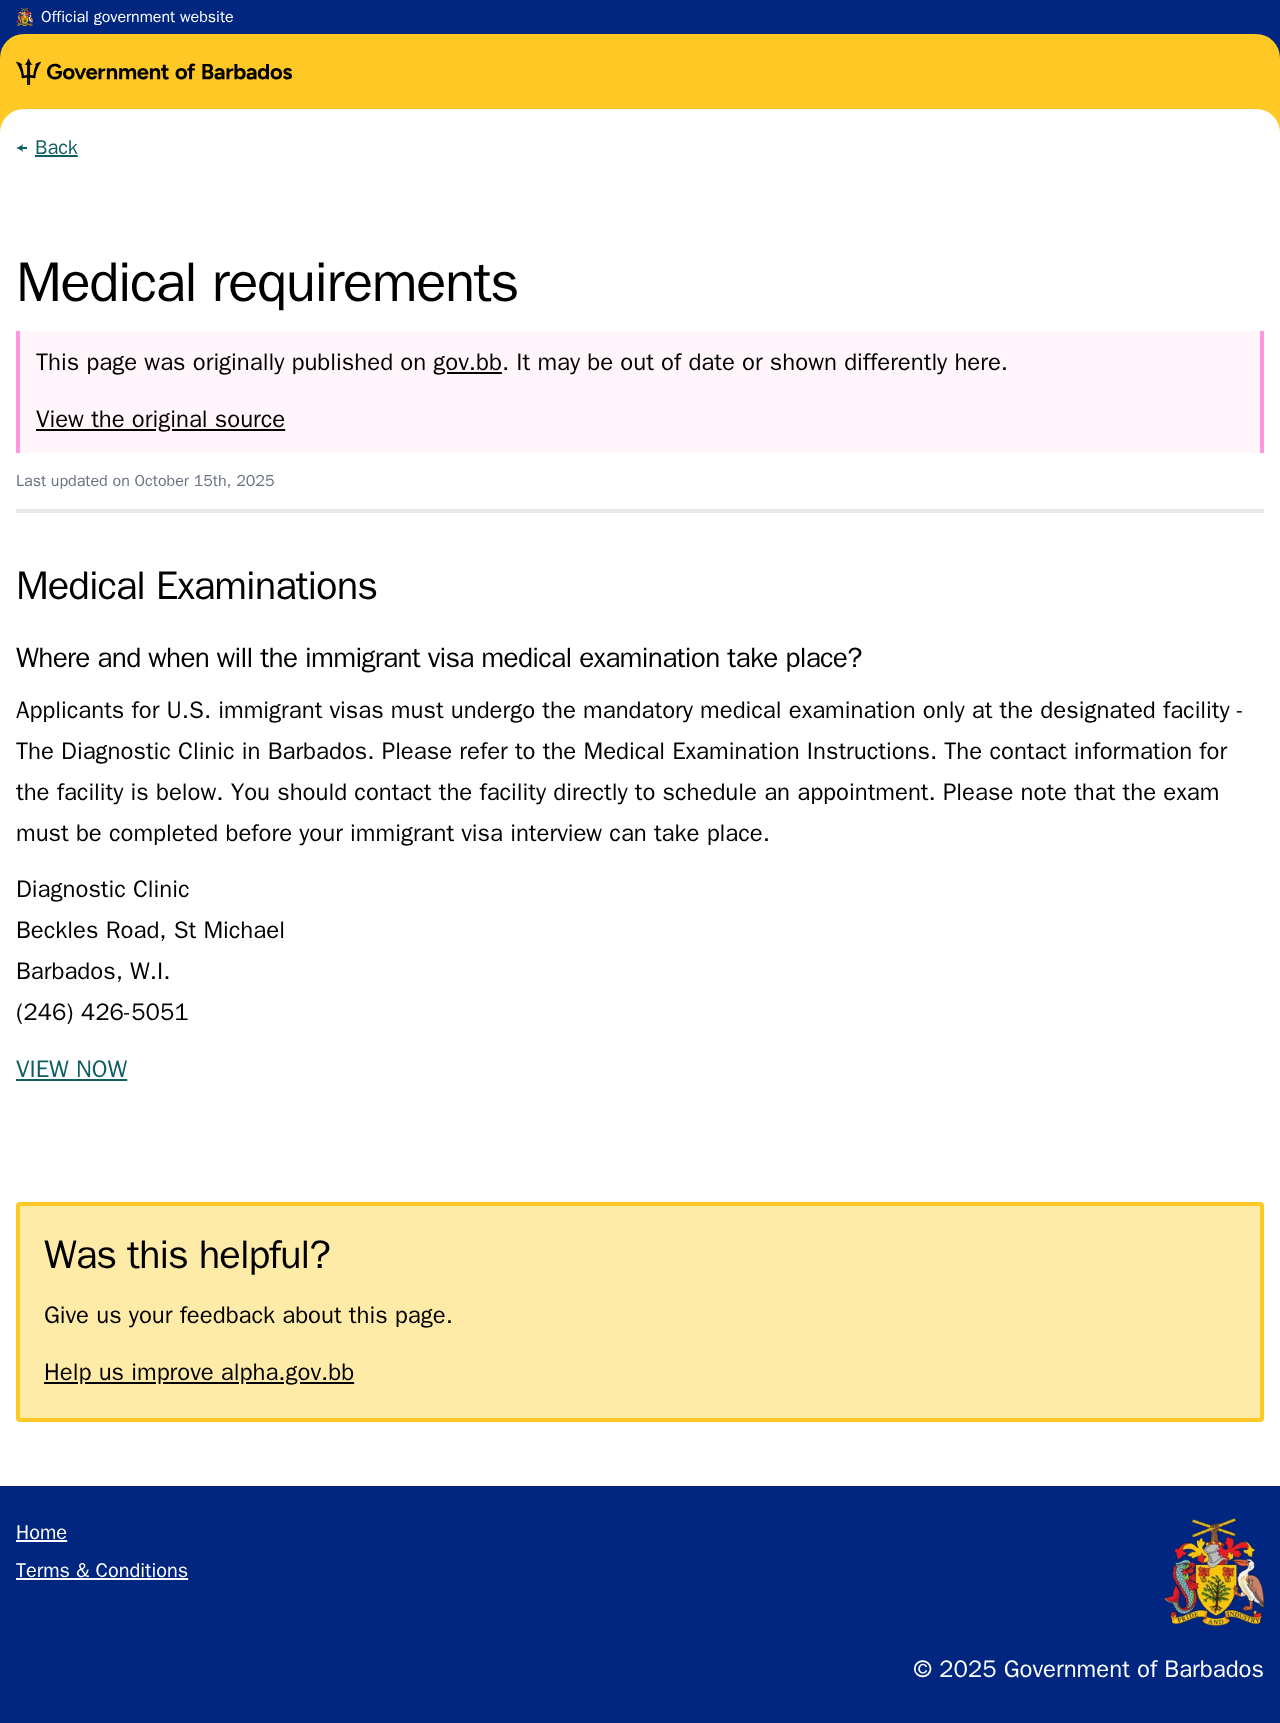 Official government website
Government of Barbados
Back
Medical requirements
This page was originally published on gov.bb. It may be out of date or shown differently here.
View the original source
Last updated on October 15th, 2025
Medical Examinations
Where and when will the immigrant visa medical examination take place?
Applicants for U.S. immigrant visas must undergo the mandatory medical examination only at the designated facility -
The Diagnostic Clinic in Barbados. Please refer to the Medical Examination Instructions. The contact information for
the facility is below. You should contact the facility directly to schedule an appointment. Please note that the exam
must be completed before your immigrant visa interview can take place.
Diagnostic Clinic
Beckles Road, St Michael
Barbados, W.I.
(246) 426-5051
VIEW NOW
Was this helpful?
Give us your feedback about this page.
Help us improve alpha.gov.bb
Home
Terms & Conditions
PRIDE AND INDUSTRY
© 2025 Government of Barbados